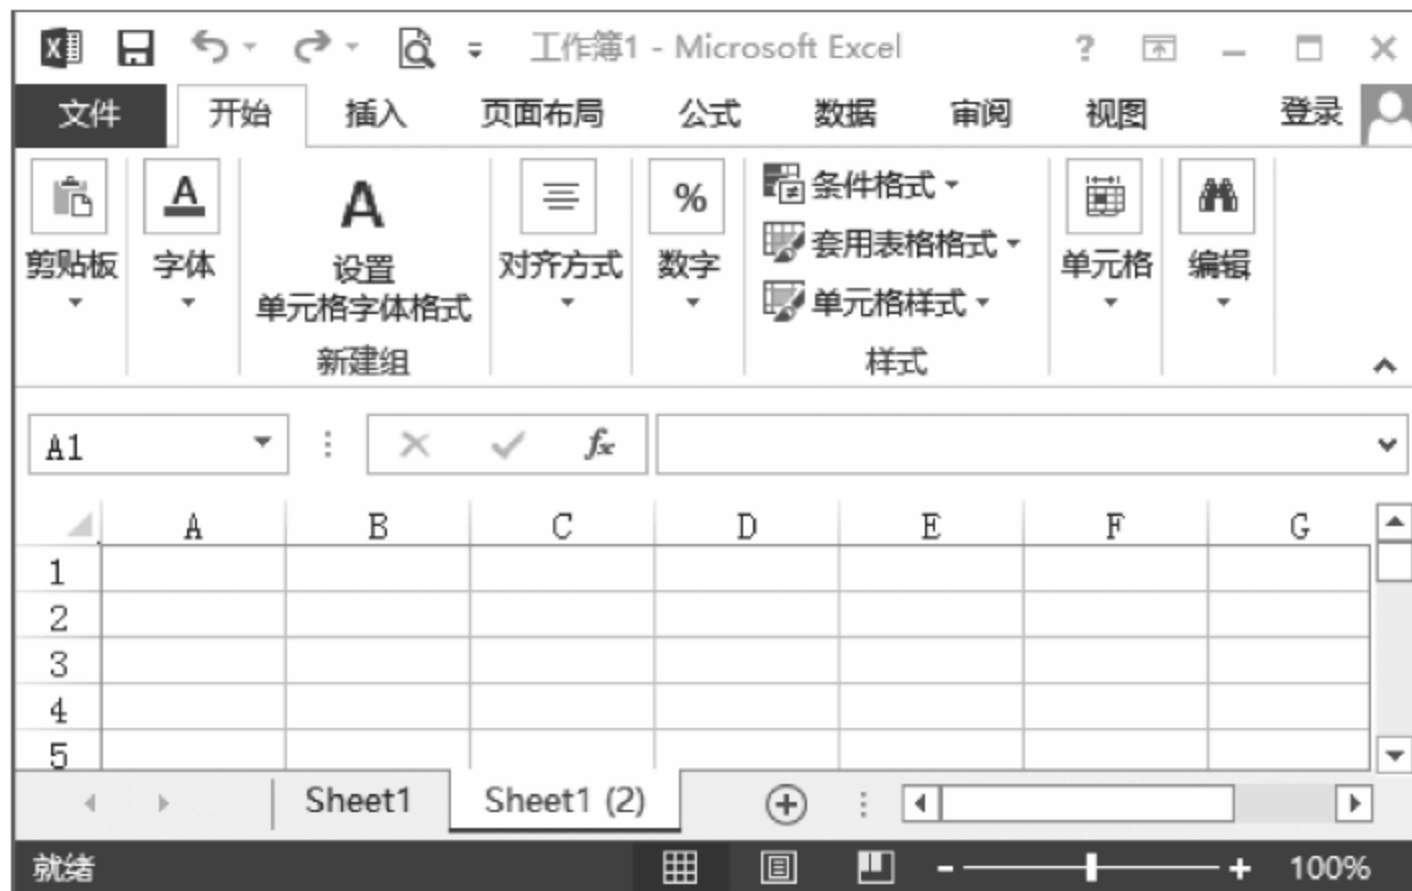 工作簿1 - Microsoft Excel ?
文件 开始 插入 页面布局 公式 数据 审阅 视图 登录
剪贴板 字体 设置 单元格字体格式 新建组 对齐方式 % 数字 条件格式 套用表格格式 单元格样式 样式 单元格 编辑
A1 fx
A B C D E F G
1
2
3
4
5
Sheet1 Sheet1 (2)
就绪 - + 100%